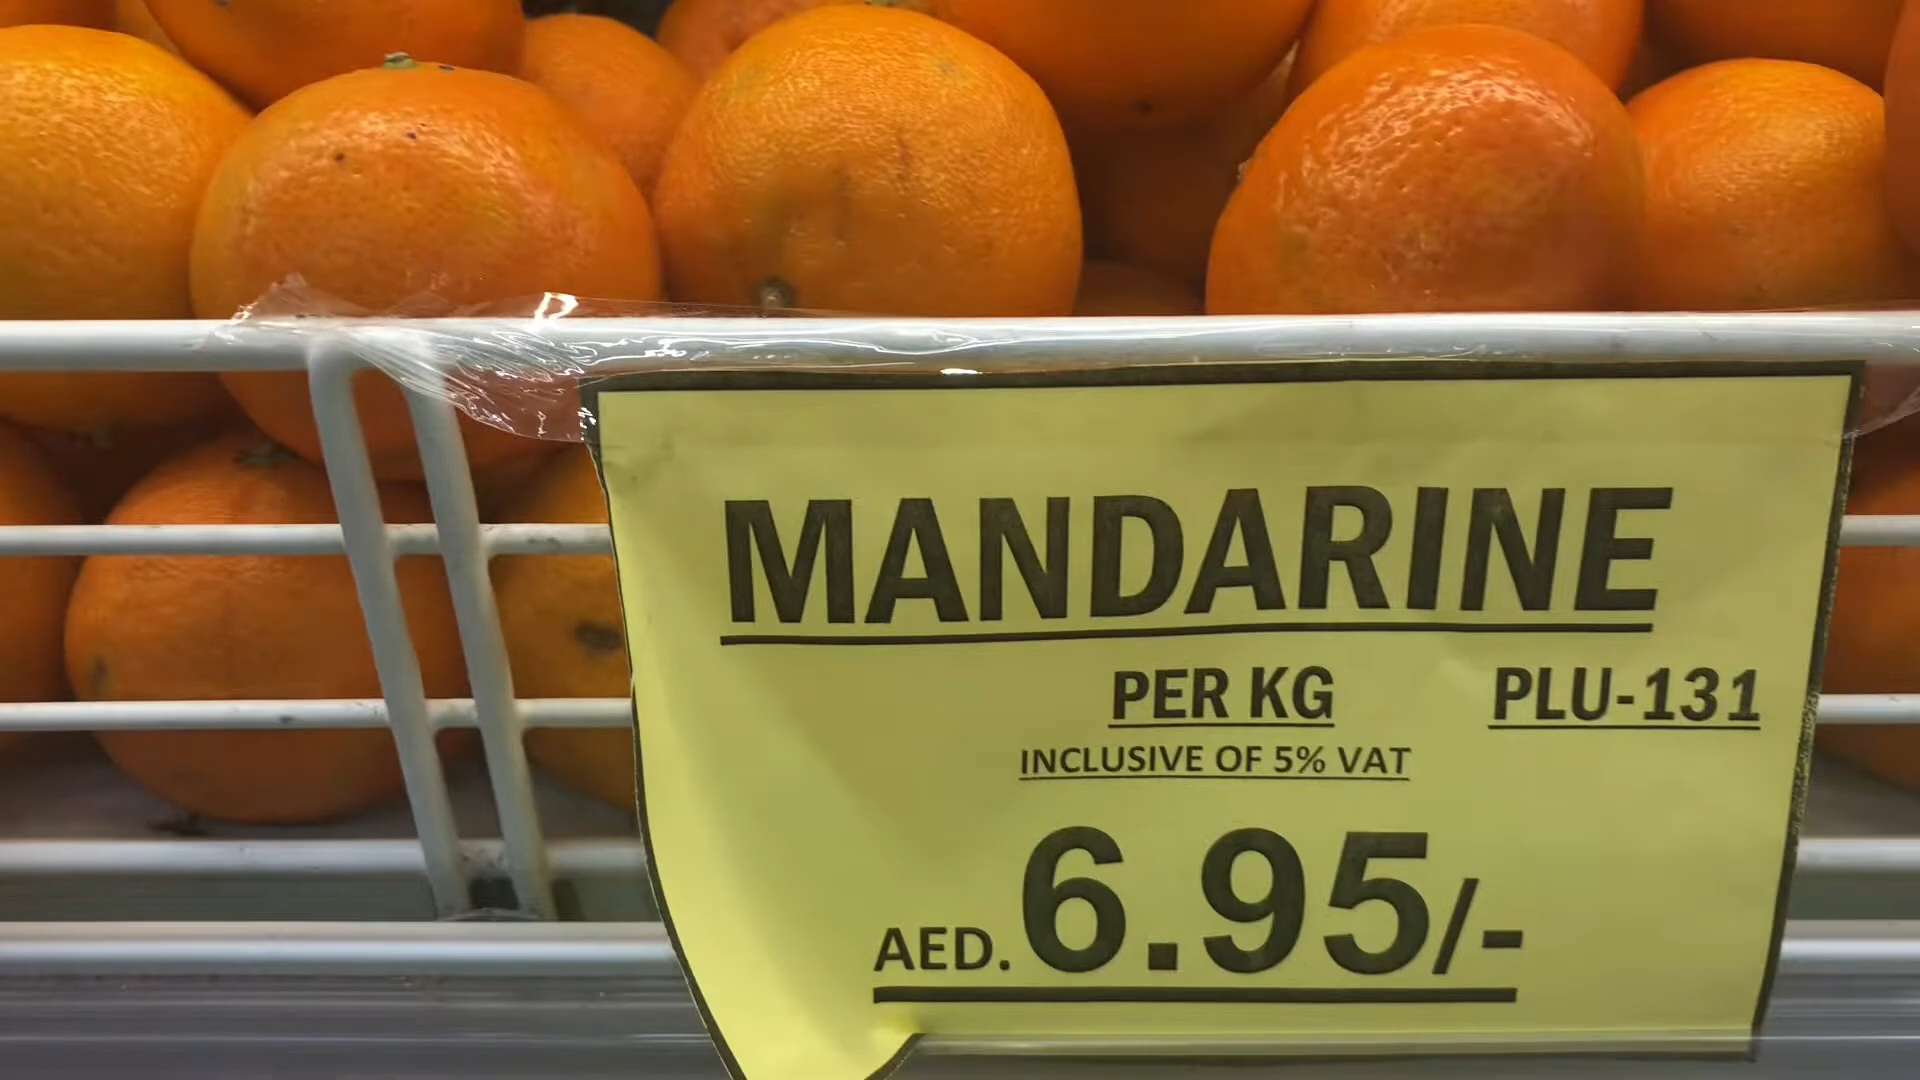 MANDARINE
PER KG PLU-131
INCLUSIVE OF 5% VAT
AED. 6.95/-